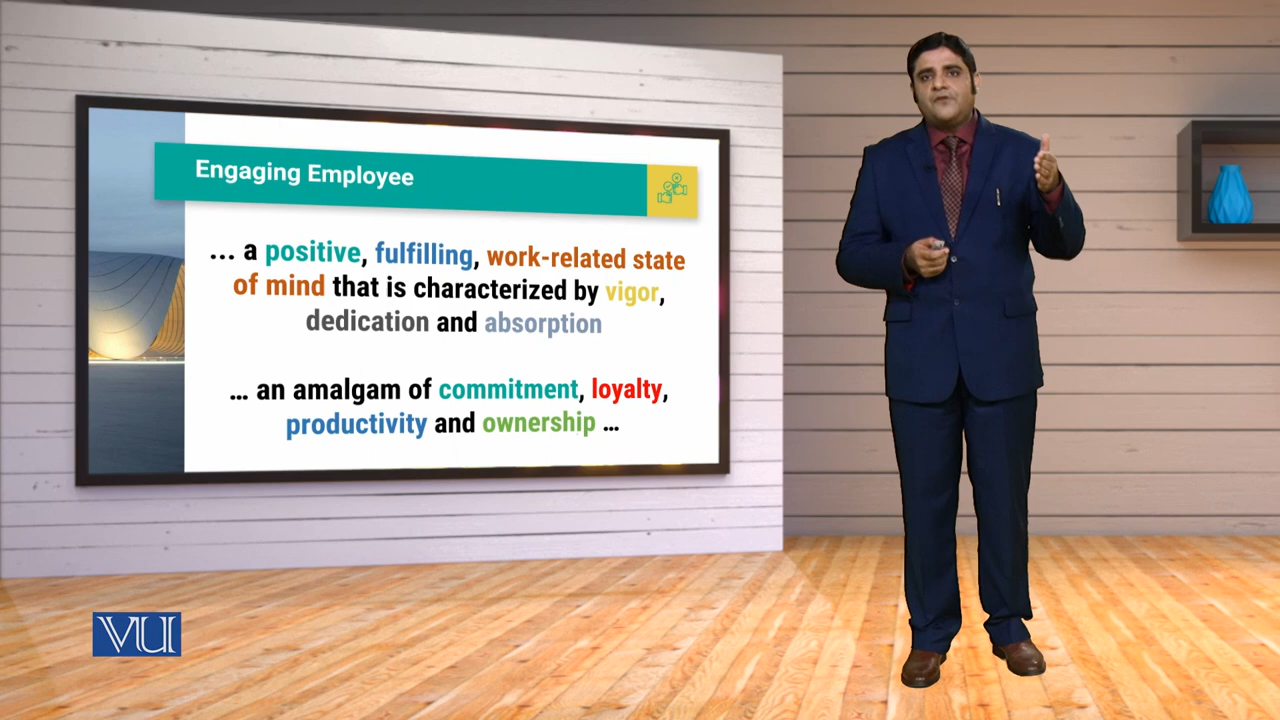 Engaging Employee
... a positive, fulfilling, work-related state
of mind that is characterized by vigor,
dedication and absorption
... an amalgam of commitment, loyalty,
productivity and ownership ...
VU